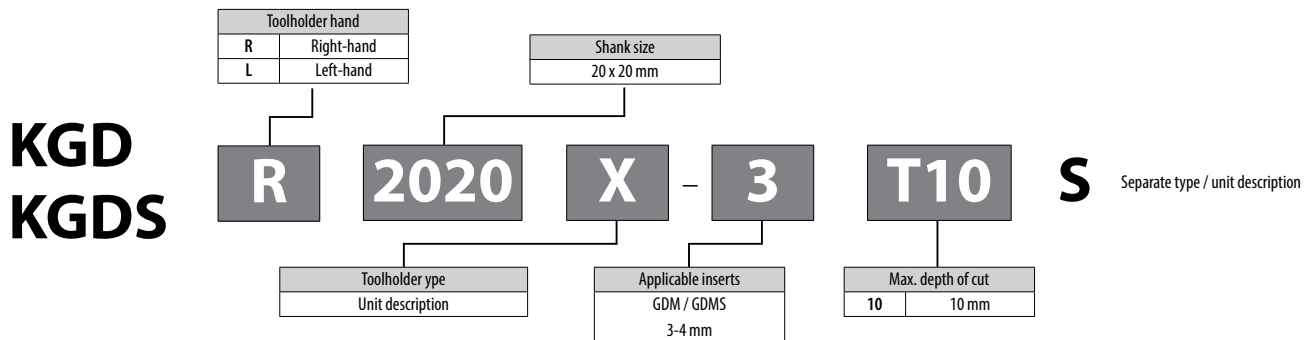 Toolholder hand
R Right-hand
L Left-hand
Shank size
20 x 20 mm
KGD
KGDS
R 2020 X – 3 T10 S Separate type / unit description
Toolholder ype
Unit description
Applicable inserts
GDM / GDMS
3-4 mm
Max. depth of cut
10 10 mm